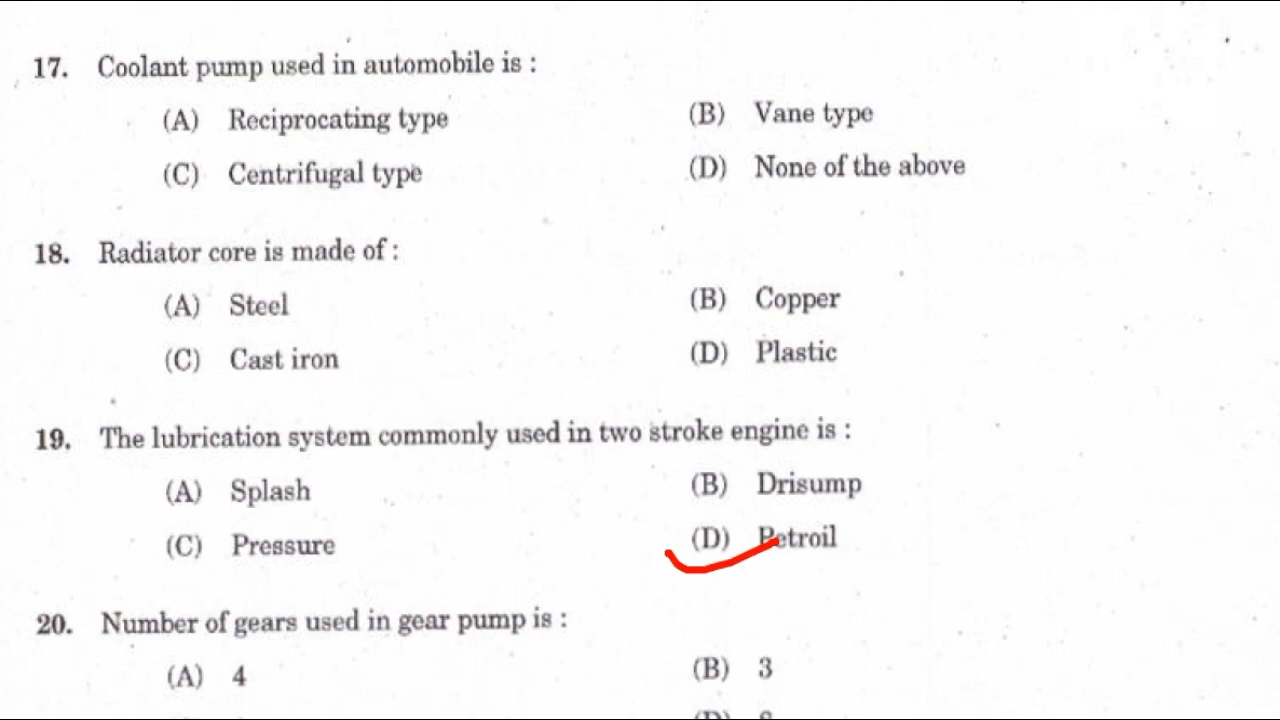 17. Coolant pump used in automobile is :
(A) Reciprocating type (B) Vane type
(C) Centrifugal type (D) None of the above
18. Radiator core is made of :
(A) Steel (B) Copper
(C) Cast iron (D) Plastic
19. The lubrication system commonly used in two stroke engine is :
(A) Splash (B) Drisump
(C) Pressure (D) Petroil
20. Number of gears used in gear pump is :
(A) 4 (B) 3
(D)